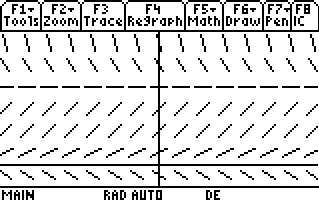 F1 F2 F3 F4 F5 F6 F7 F8
Tools Zoom Trace ReGraph Math Draw Pen IC
MAIN RAD AUTO DE